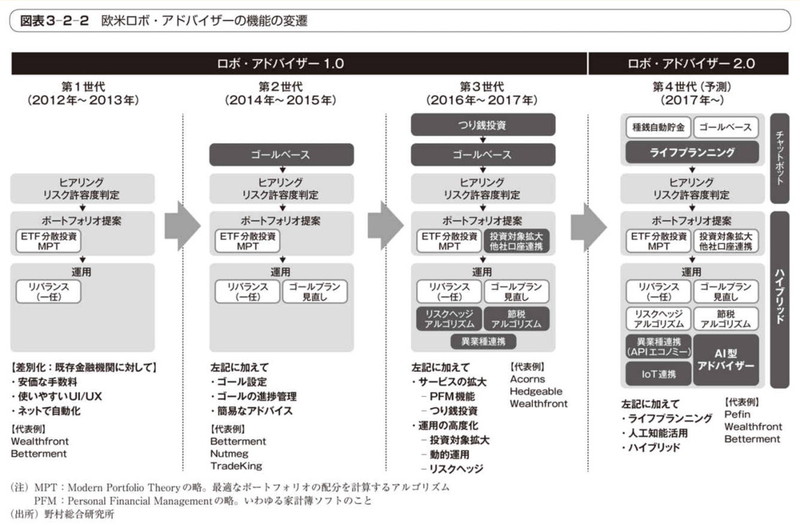 図表3-2-2 欧米ロボ・アドバイザーの機能の変遷
ロボ・アドバイザー 1.0
ロボ・アドバイザー 2.0
第1世代
(2012年～2013年)
ヒアリング
リスク許容度判定
ポートフォリオ提案
ETF分散投資
MPT
運用
リバランス
(一任)
【差別化：既存金融機関に対して】
・安価な手数料
・使いやすいUI/UX
・ネットで自動化
【代表例】
Wealthfront
Betterment
第2世代
(2014年～2015年)
ゴールベース
ヒアリング
リスク許容度判定
ポートフォリオ提案
ETF分散投資
MPT
運用
リバランス
(一任)
ゴールプラン
見直し
左記に加えて
・ゴール設定
・ゴールの進捗管理
・簡易なアドバイス
【代表例】
Betterment
Nutmeg
TradeKing
第3世代
(2016年～2017年)
つり銭投資
ゴールベース
ヒアリング
リスク許容度判定
ポートフォリオ提案
ETF分散投資
MPT
投資対象拡大
他社口座連携
運用
リバランス
(一任)
ゴールプラン
見直し
リスクヘッジ
アルゴリズム
節税
アルゴリズム
異業種連携
左記に加えて
・サービスの拡大
－PFM機能
－つり銭投資
・運用の高度化
－投資対象拡大
－動的運用
－リスクヘッジ
【代表例】
Acorns
Hedgeable
Wealthfront
第4世代(予測)
(2017年～)
種銭自動貯金
ゴールベース
ライフプランニング
ヒアリング
リスク許容度判定
ポートフォリオ提案
ETF分散投資
MPT
投資対象拡大
他社口座連携
運用
リバランス
(一任)
ゴールプラン
見直し
リスクヘッジ
アルゴリズム
節税
アルゴリズム
異業種連携
(APIエコノミー)
IoT連携
AI型
アドバイザー
チャットボット
ハイブリッド
左記に加えて
・ライフプランニング
・人工知能活用
・ハイブリッド
【代表例】
Pefin
Wealthfront
Betterment
(注) MPT：Modern Portfolio Theoryの略。最適なポートフォリオの配分を計算するアルゴリズム
PFM：Personal Financial Managementの略。いわゆる家計簿ソフトのこと
(出所) 野村総合研究所